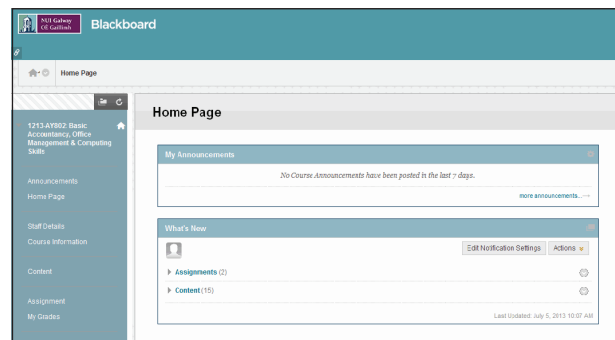 NUI Galway
OÉ Gaillimh
Blackboard
Home Page
1213-AY802: Basic
Accountancy, Office
Management & Computing
Skills
Announcements
Home Page
Staff Details
Course Information
Content
Assignment
My Grades
Home Page
My Announcements
No Course Announcements have been posted in the last 7 days.
more announcements...→
What's New
Edit Notification Settings
Actions
Assignments (2)
Content (15)
Last Updated: July 5, 2013 10:07 AM